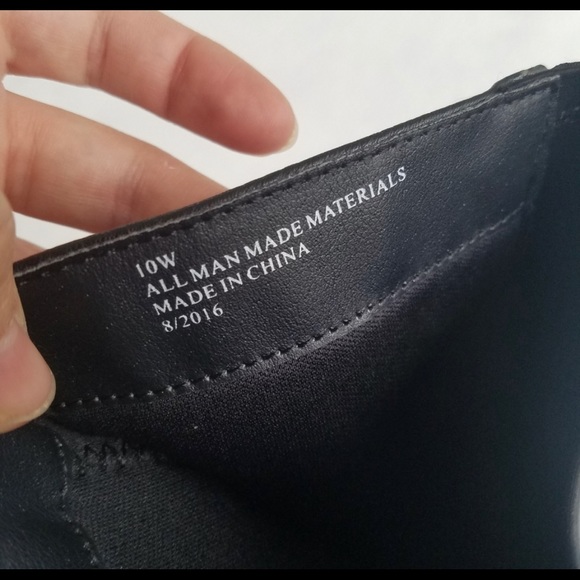 10W
ALL MAN MADE MATERIALS
MADE IN CHINA
8/2016